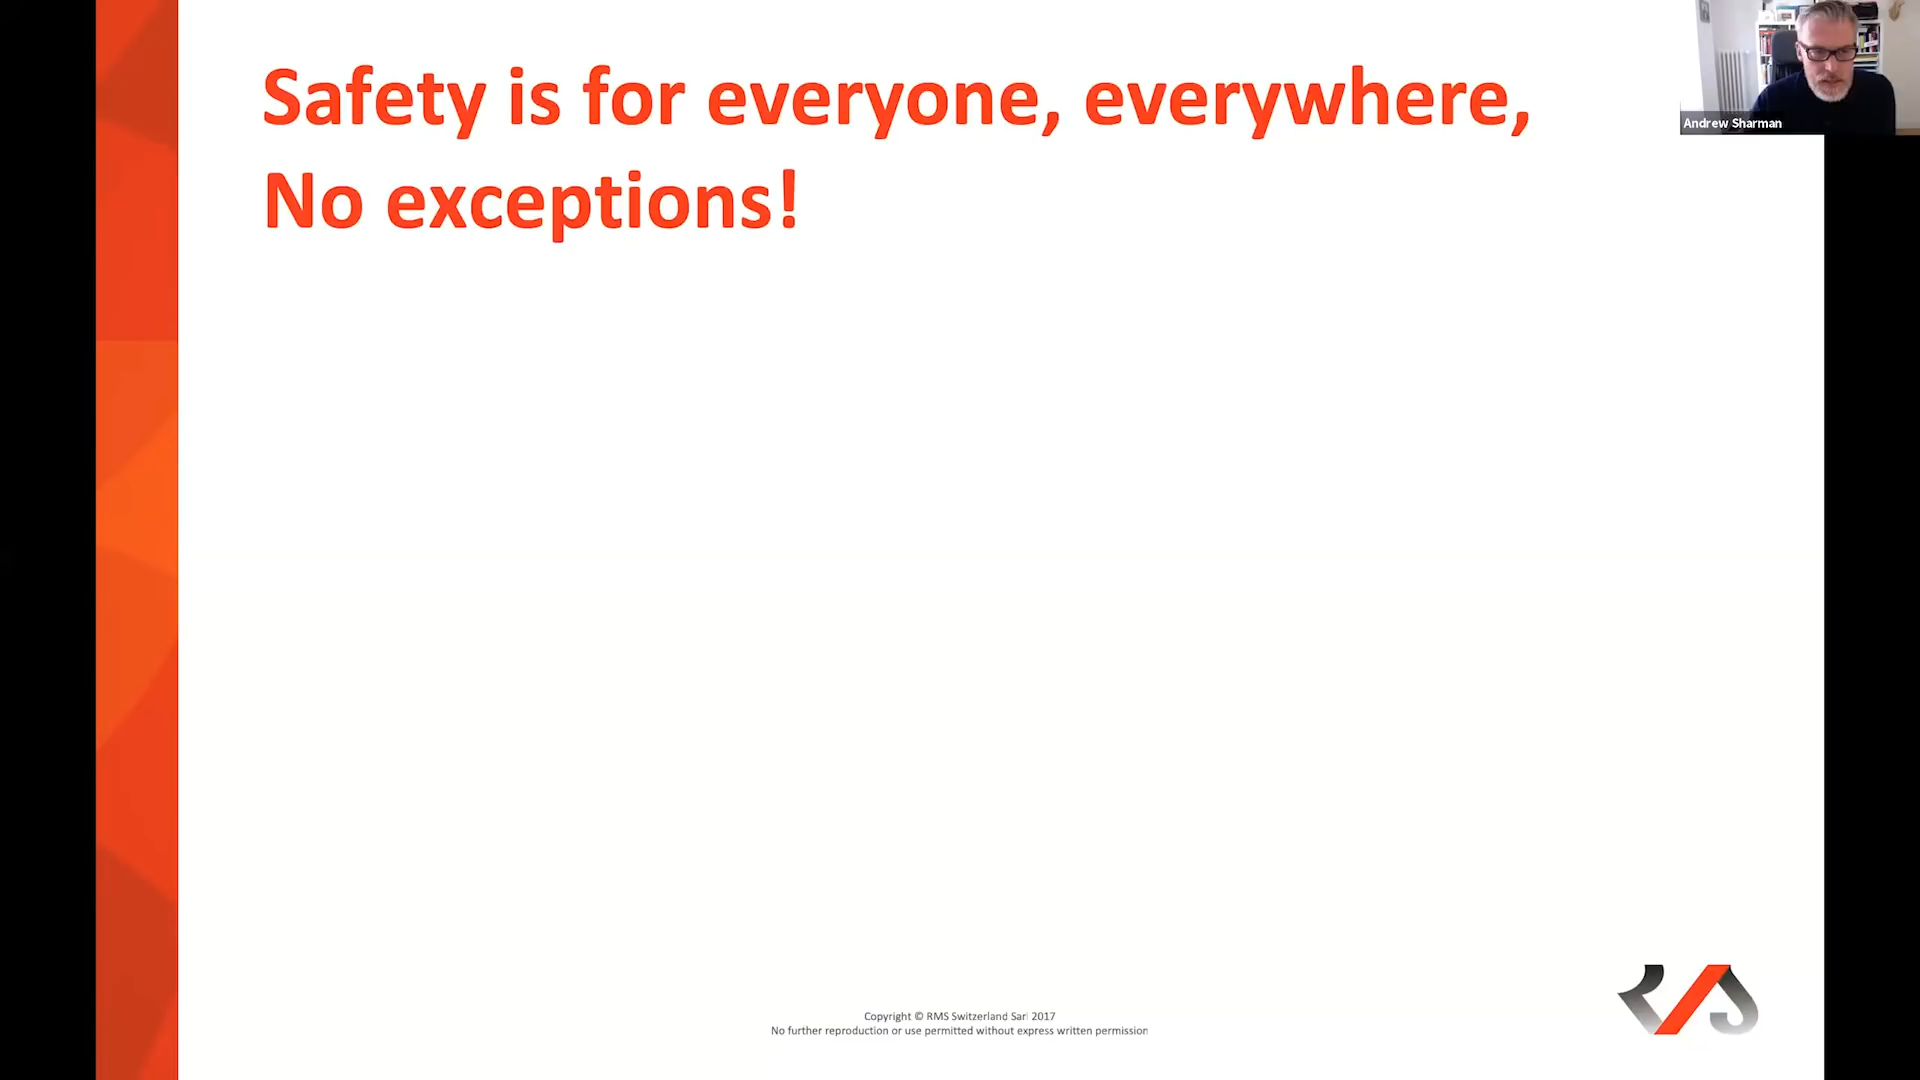 Safety is for everyone, everywhere,
No exceptions!
Andrew Sharman
Copyright © RMS Switzerland Sarl 2017
No further reproduction or use permitted without express written permission
RMS